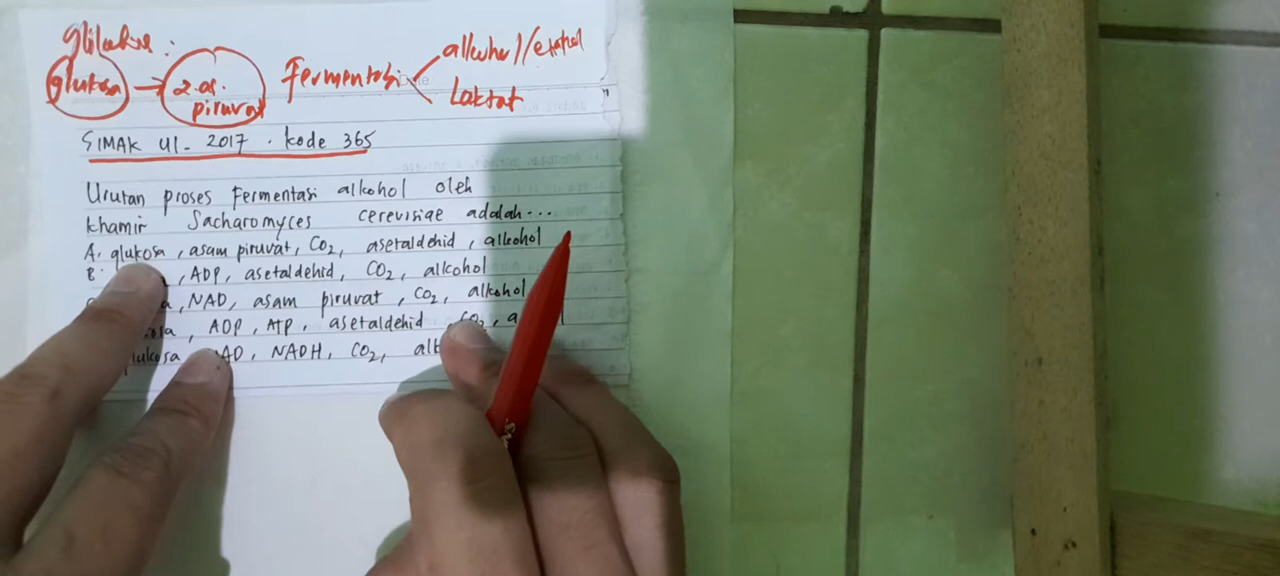 glikolisis :
glukosa → 2 as. piruvat
Fermentasi
alkohol/etanol
Laktat
SIMAK UI - 2017 . kode 365
Urutan proses Fermentasi alkohol oleh
khamir Sacharomyces cerevisiae adalah...
A. glukosa, asam piruvat, CO2, asetaldehid, alkohol
B. , ADP, asetaldehid, CO2, alkohol
, NAD, asam piruvat, CO2, alkohol
, ADP, ATP, asetaldehid, CO2,
glukosa, NAD, NADH, CO2,